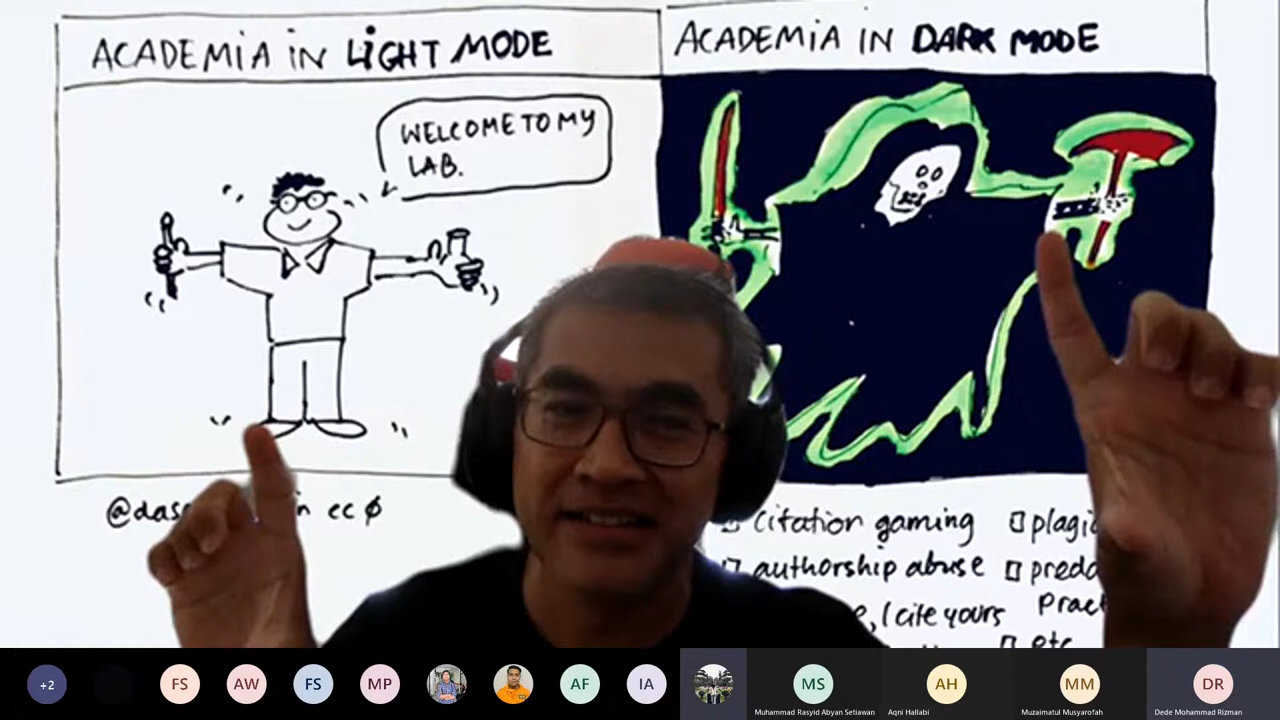 ACADEMiA iN LiGHT MODE
ACADEMiA IN DARK MODE
WELCOME TO MY
LAB.
ec ϕ
citation gaming
authorship abuse
, I cite yours
etc
+2
FS
AW
FS
MP
AF
IA
MS
Muhammad Rasyid Abyan Setiawan
AH
Aqni Hallabi
MM
Muzaimatul Musyarofah
DR
Dede Mohammad Rizman